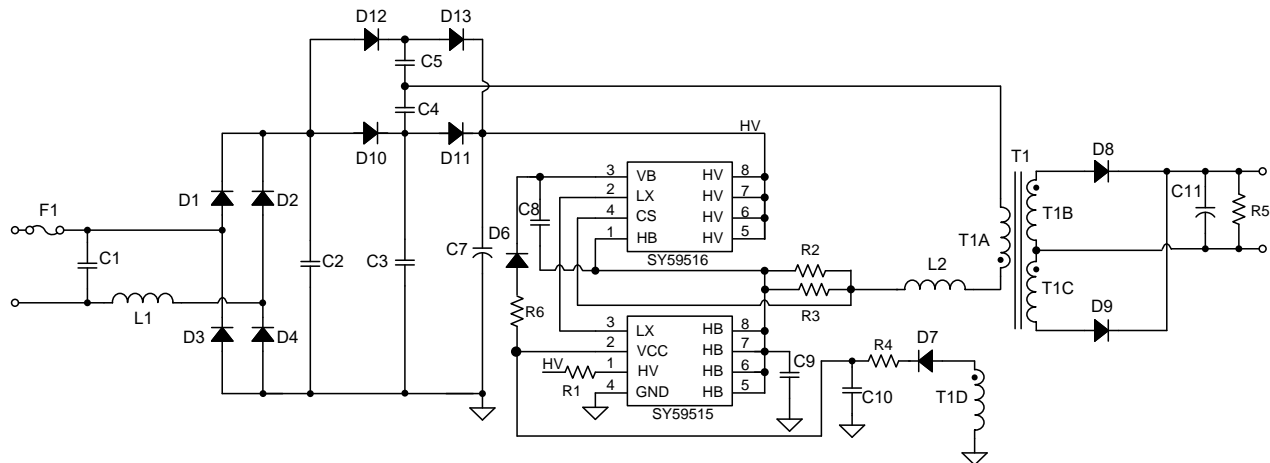 D12 D13
C5
C4
HV
D10 D11
D1 D2
F1
C1
L1
D3 D4
C2 C3 C7
D6
R6
C8
3 VB HV 8
2 LX HV 7
4 CS HV 6
1 HB HV 5
SY59516
R2
R3
L2
3 LX HB 8
2 VCC HB 7
1 HV HB 6
4 GND HB 5
SY59515
HV
R1
C9
C10
R4
D7
T1D
T1
T1A
T1B
T1C
D8
D9
C11
R5